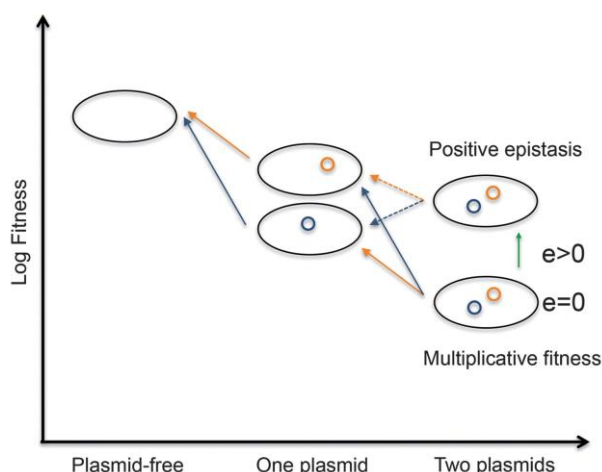 Log Fitness
Positive epistasis
e>0
e=0
Multiplicative fitness
Plasmid-free
One plasmid
Two plasmids